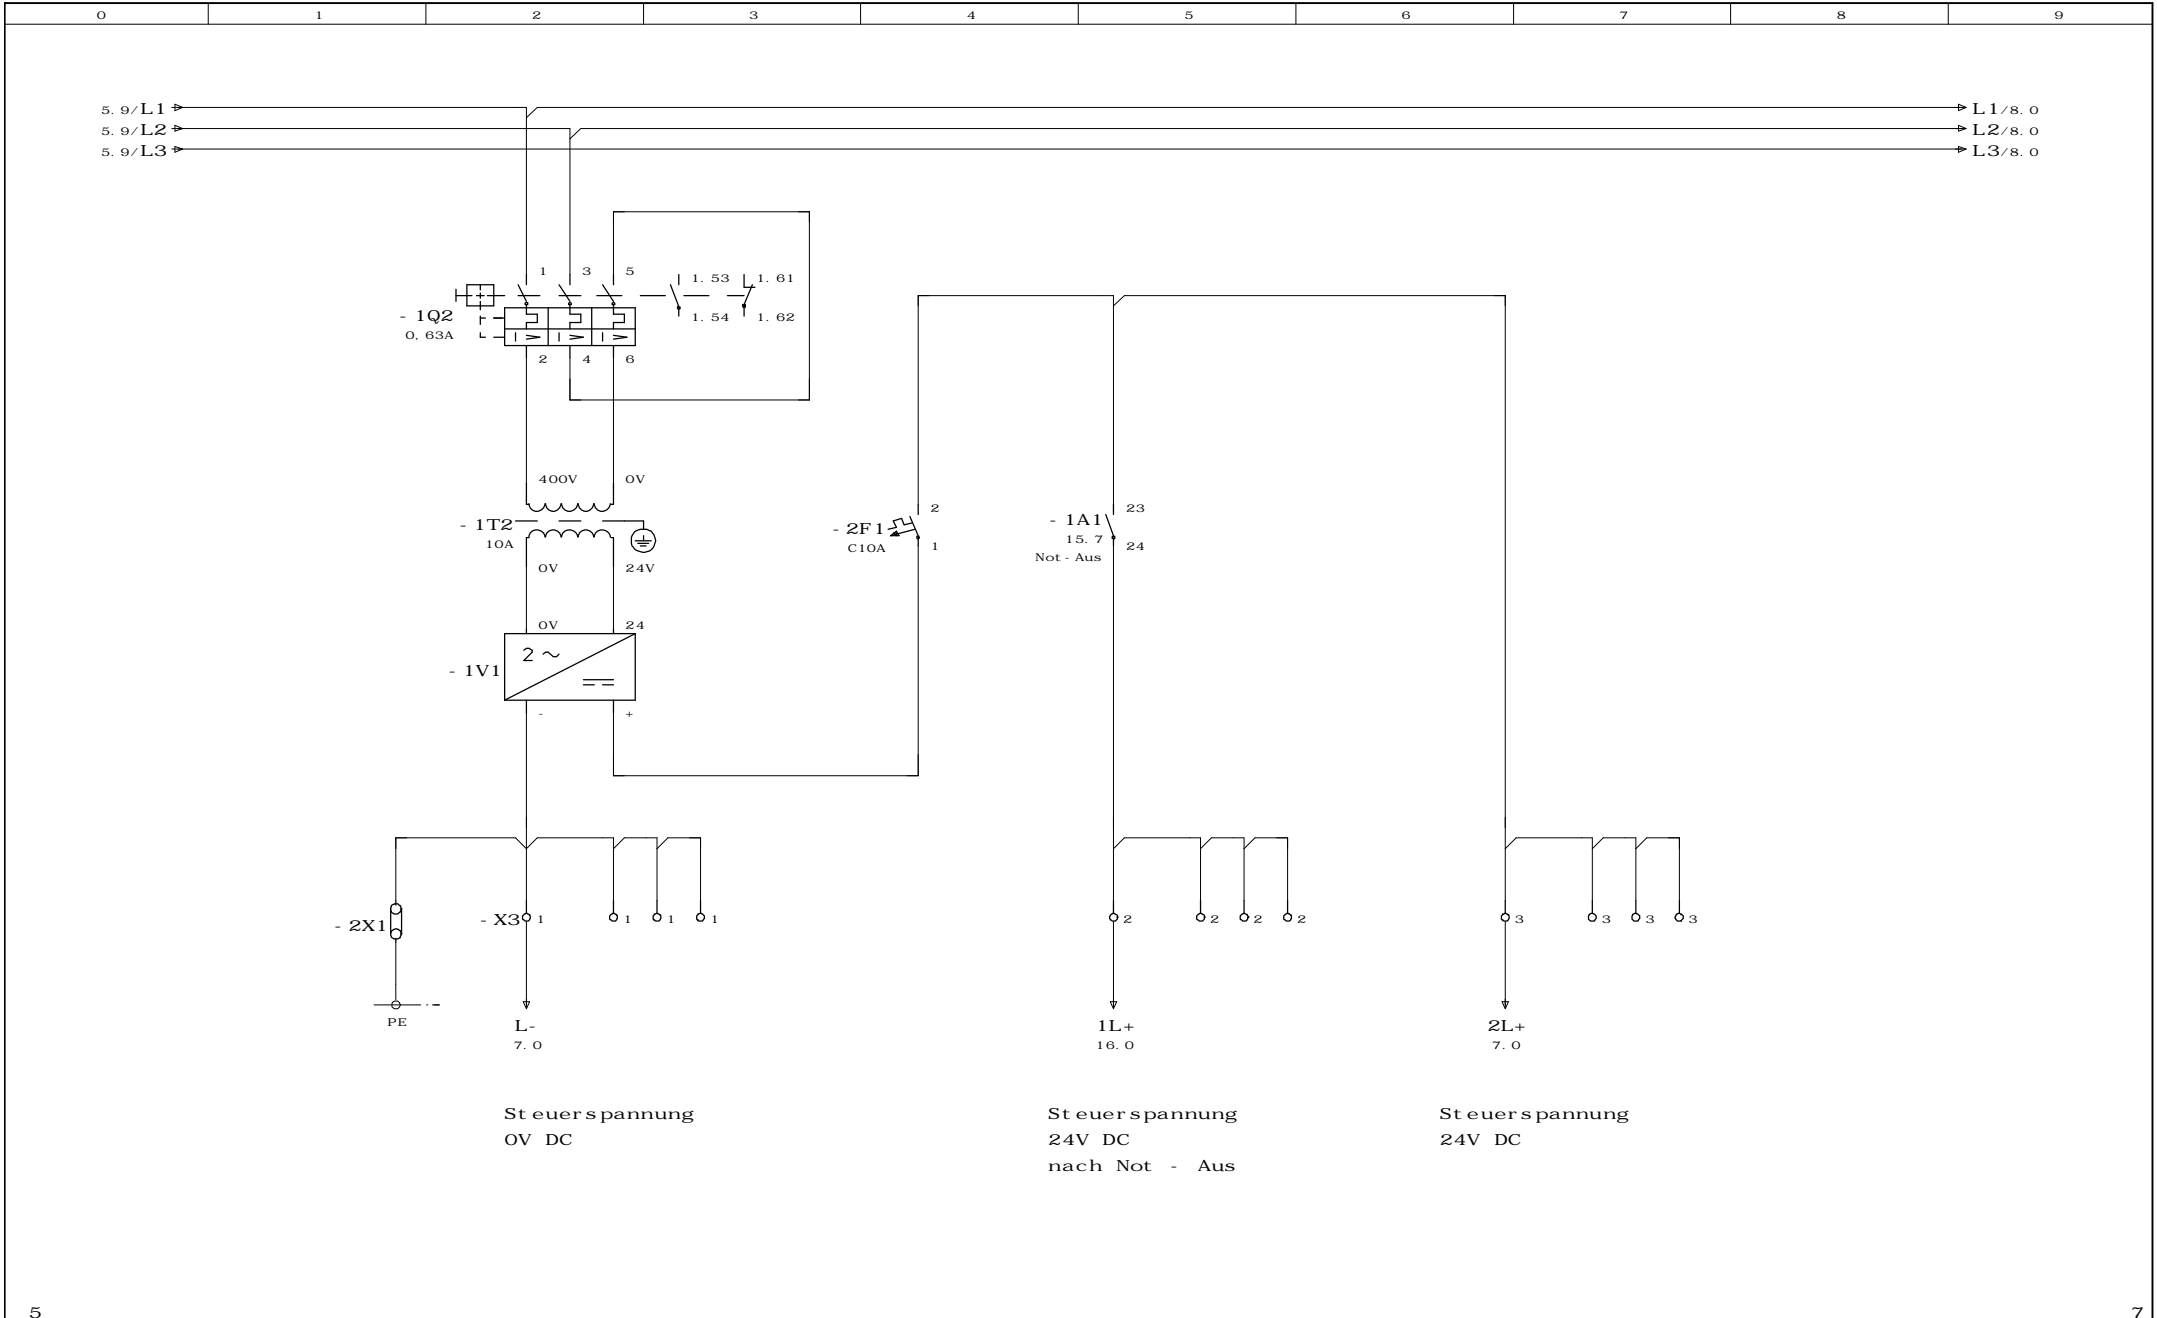 0 1 2 3 4 5 6 7 8 9
5.9/L1 L1/8.0
5.9/L2 L2/8.0
5.9/L3 L3/8.0
1 3 5 1.53 1.61
- 1Q2 1.54 1.62
0,63A
2 4 6
400V 0V
2 23
- 1T2 - 2F1 - 1A1
10A C10A 1 15.7 24
Not-Aus
0V 24V
0V 24
2 ~
- 1V1
- +
- 2X1 - X3 1 1 1 1 2 2 2 2 3 3 3 3
PE L- 1L+ 2L+
7.0 16.0 7.0
Steuerspannung Steuerspannung Steuerspannung
0V DC 24V DC 24V DC
nach Not - Aus
5 7